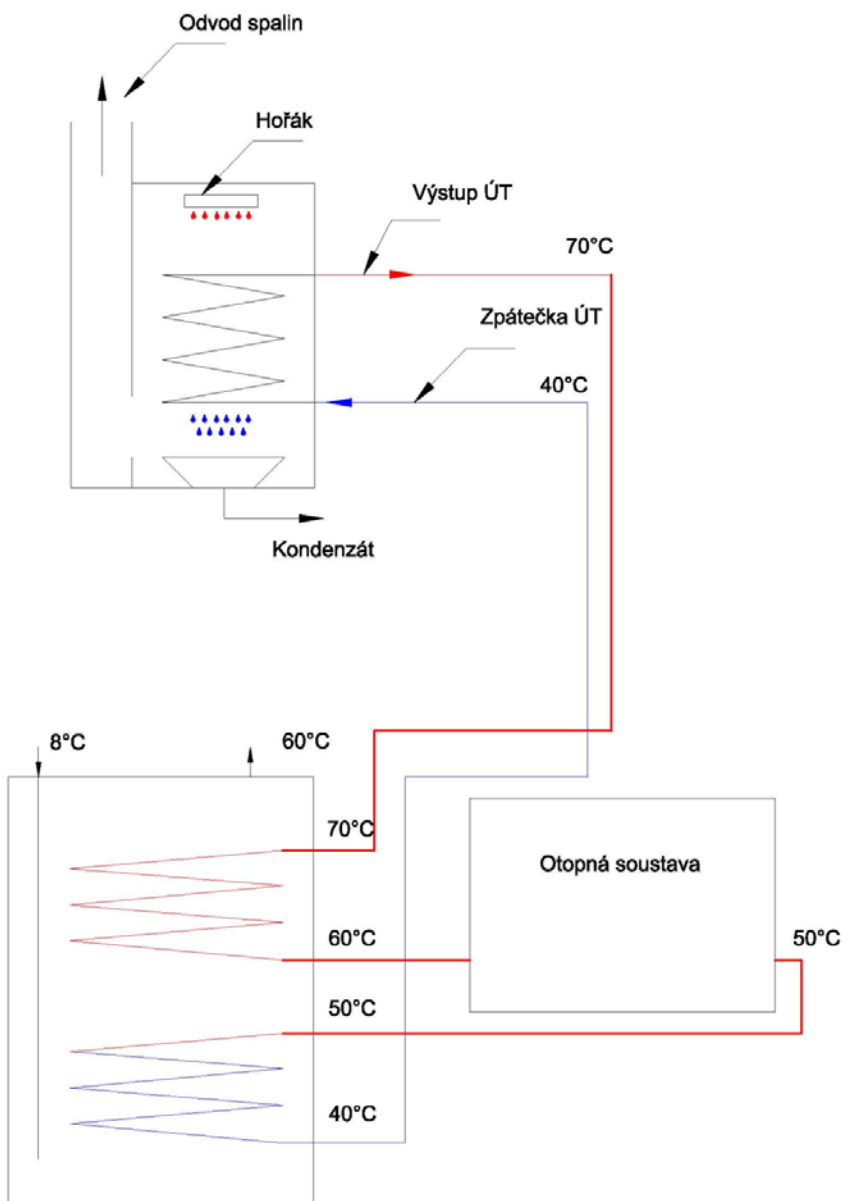 Odvod spalin
Hořák
Výstup ÚT
70°C
Zpátečka ÚT
40°C
Kondenzát
8°C
60°C
70°C
Otopná soustava
60°C
50°C
50°C
40°C